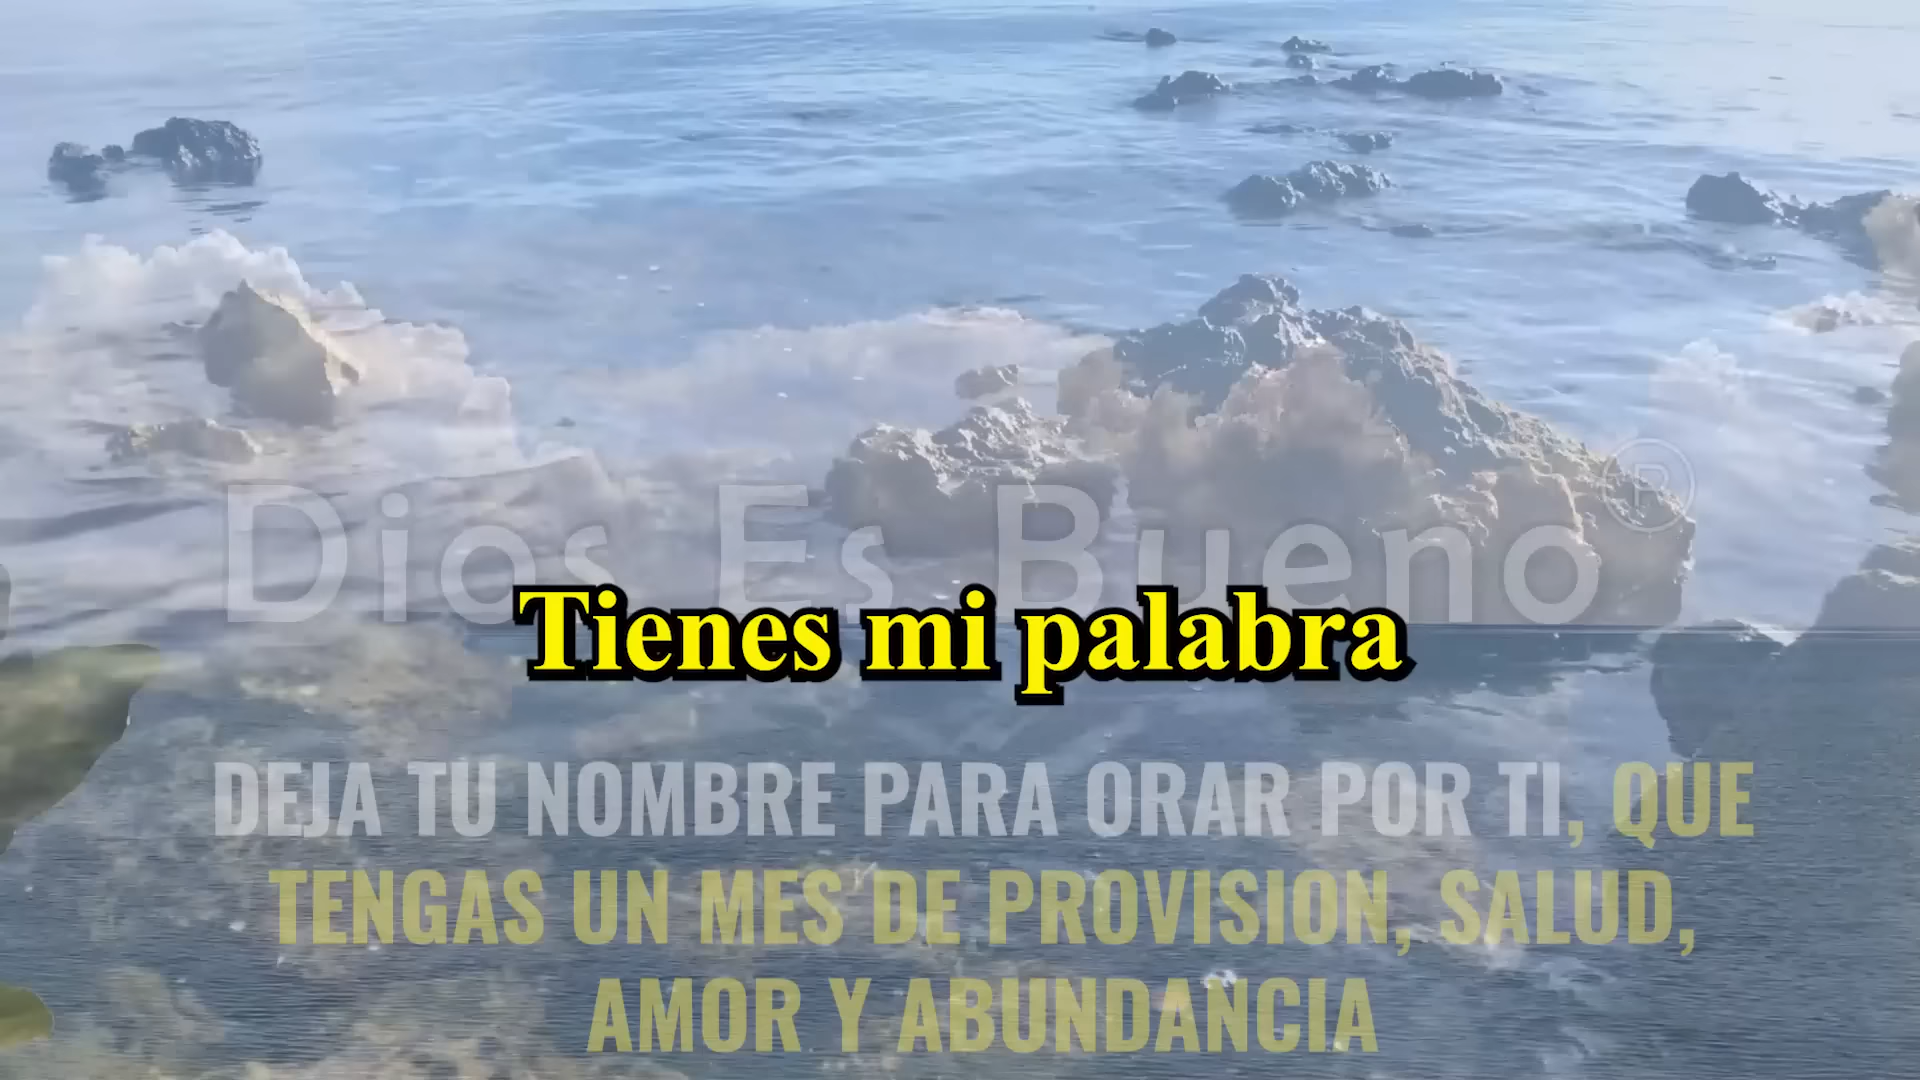 Dios Es Bueno®
Tienes mi palabra
DEJA TU NOMBRE PARA ORAR POR TI, QUE
TENGAS UN MES DE PROVISION, SALUD,
AMOR Y ABUNDANCIA